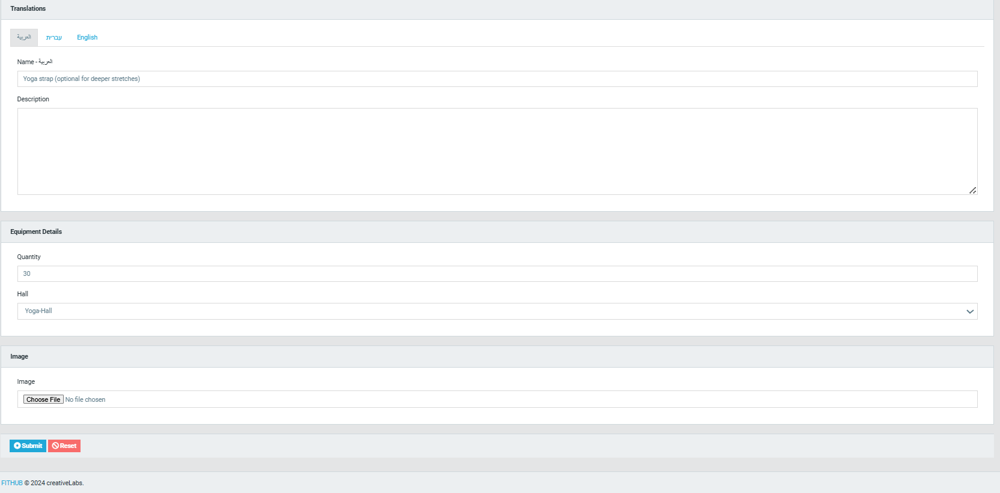 Translations
العربية עברית English
Name - العربية
Yoga strap (optional for deeper stretches)
Description
Equipment Details
Quantity
30
Hall
Yoga-Hall
Image
Image
Choose File No file chosen
Submit Reset
FITHUB © 2024 creativeLabs.